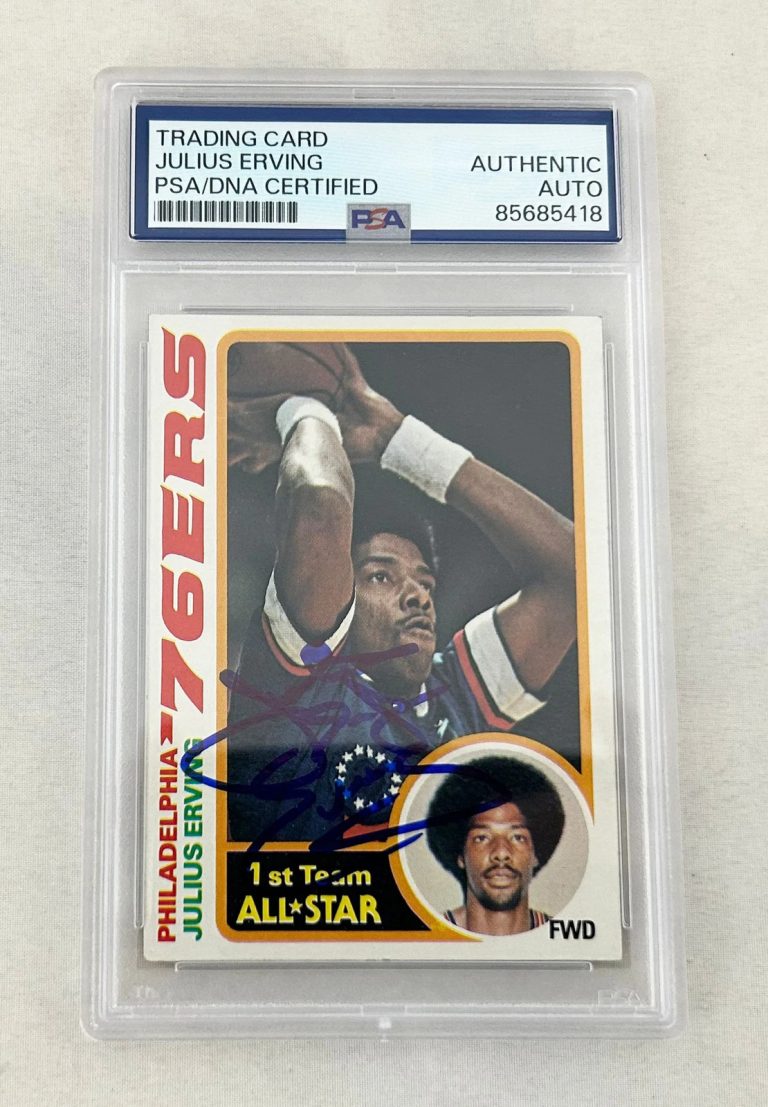 TRADING CARD
JULIUS ERVING
PSA/DNA CERTIFIED
AUTHENTIC
AUTO
85685418
PSA
PHILADELPHIA '76ERS
JULIUS ERVING
1st Team
ALL★STAR
FWD
PSA